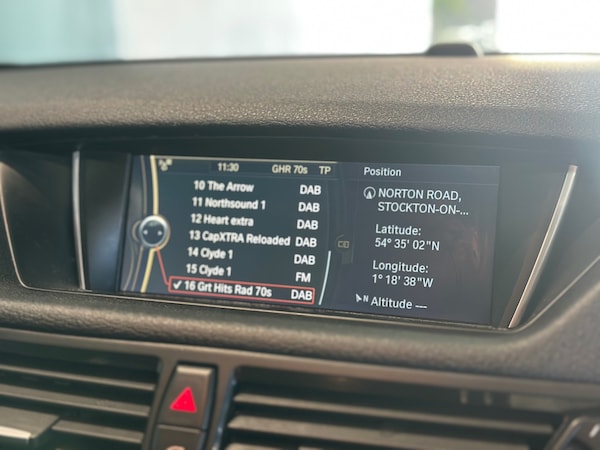 11:30 GHR 70s TP
10 The Arrow DAB
11 Northsound 1 DAB
12 Heart extra DAB
13 CapXTRA Reloaded DAB
14 Clyde 1 DAB
15 Clyde 1 FM
✓ 16 Grt Hits Rad 70s DAB
Position
NORTON ROAD,
STOCKTON-ON-...
Latitude:
54° 35' 02"N
Longitude:
1° 18' 38"W
N Altitude ---